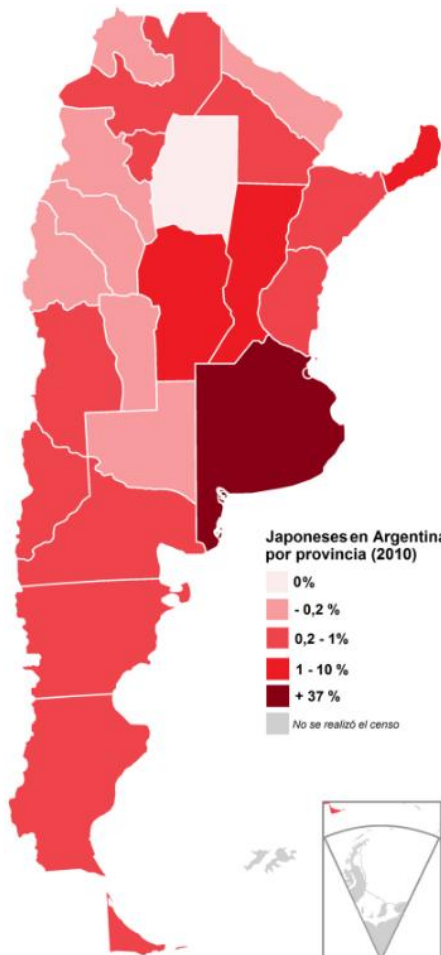 Japoneses en Argentina
por provincia (2010)
0%
- 0,2 %
0,2 - 1%
1 - 10 %
+ 37 %
No se realizó el censo